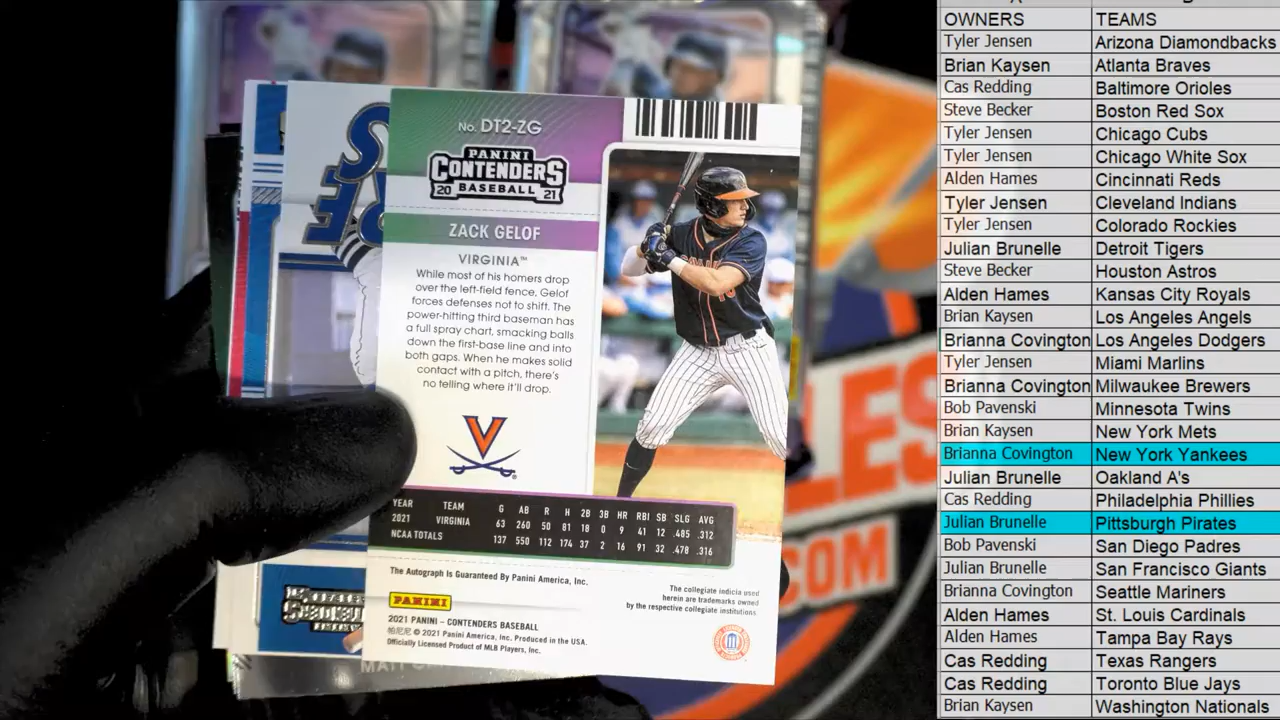 No. DT2-ZG
PANINI
CONTENDERS
20 BASEBALL 21
ZACK GELOF
VIRGINIA™
While most of his homers drop
over the left-field fence, Gelof
forces defenses not to shift. The
power-hitting third baseman has
a full spray chart, smacking balls
down the first-base line and into
both gaps. When he makes solid
contact with a pitch, there's
no telling where it'll drop.
YEAR TEAM G AB R H 2B 3B HR RBI SB SLG AVG
2021 VIRGINIA 63 260 50 81 18 0 9 41 12 .485 .312
NCAA TOTALS 137 550 112 174 37 2 16 91 32 .478 .316
The Autograph Is Guaranteed By Panini America, Inc.
PANINI
2021 PANINI – CONTENDERS BASEBALL
帕尼尼 © 2021 Panini America, Inc. Produced in the USA.
Officially Licensed Product of MLB Players, Inc.
The collegiate indicia used
herein are trademarks owned
by the respective collegiate institutions.
LES
.COM
OWNERS TEAMS
Tyler Jensen Arizona Diamondbacks
Brian Kaysen Atlanta Braves
Cas Redding Baltimore Orioles
Steve Becker Boston Red Sox
Tyler Jensen Chicago Cubs
Tyler Jensen Chicago White Sox
Alden Hames Cincinnati Reds
Tyler Jensen Cleveland Indians
Tyler Jensen Colorado Rockies
Julian Brunelle Detroit Tigers
Steve Becker Houston Astros
Alden Hames Kansas City Royals
Brian Kaysen Los Angeles Angels
Brianna Covington Los Angeles Dodgers
Tyler Jensen Miami Marlins
Brianna Covington Milwaukee Brewers
Bob Pavenski Minnesota Twins
Brian Kaysen New York Mets
Brianna Covington New York Yankees
Julian Brunelle Oakland A's
Cas Redding Philadelphia Phillies
Julian Brunelle Pittsburgh Pirates
Bob Pavenski San Diego Padres
Julian Brunelle San Francisco Giants
Brianna Covington Seattle Mariners
Alden Hames St. Louis Cardinals
Alden Hames Tampa Bay Rays
Cas Redding Texas Rangers
Cas Redding Toronto Blue Jays
Brian Kaysen Washington Nationals